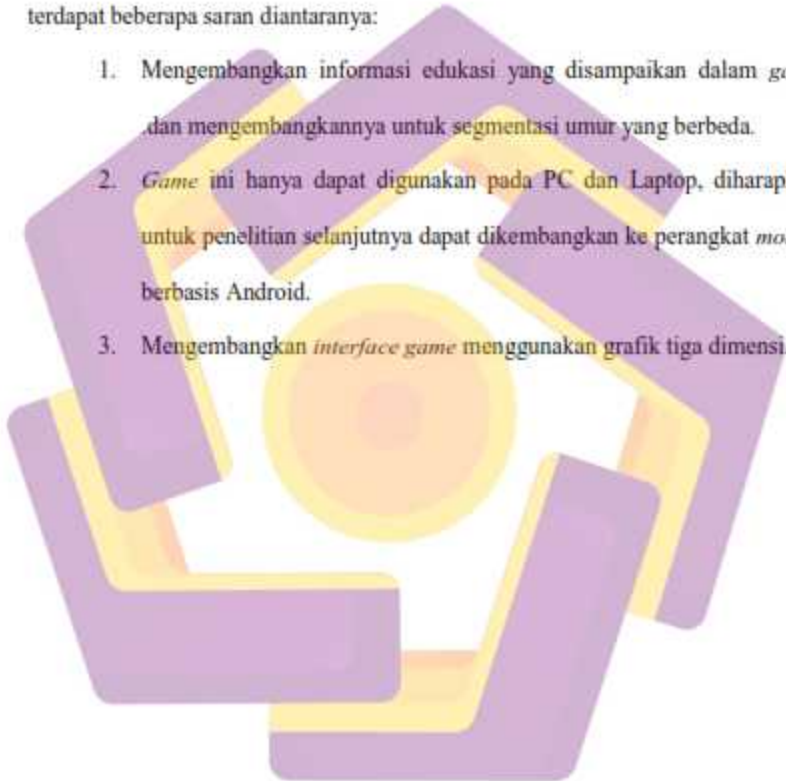 terdapat beberapa saran diantaranya:
1. Mengembangkan informasi edukasi yang disampaikan dalam
.dan mengembangkannya untuk segmentasi umur yang berbeda.
2. Game ini hanya dapat digunakan pada PC dan Laptop,
untuk penelitian selanjutnya dapat dikembangkan ke perangkat
berbasis Android.
3. Mengembangkan interface game menggunakan grafik tiga dimensi